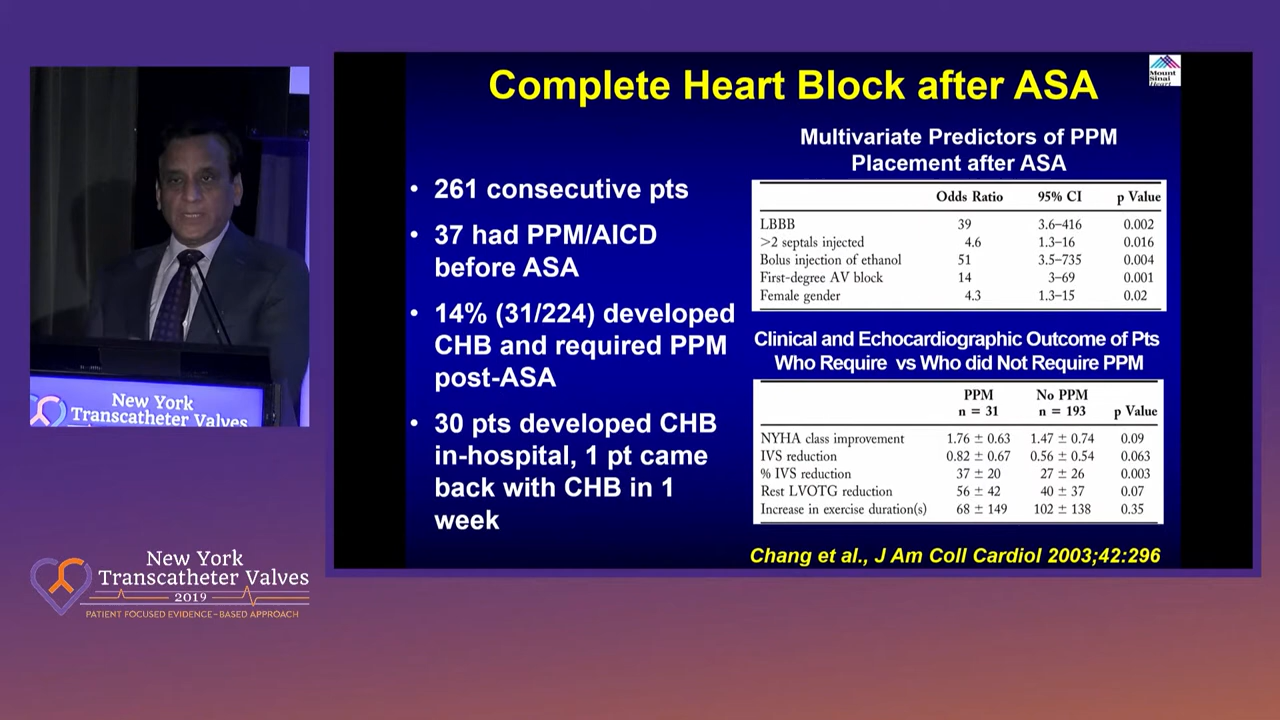 Complete Heart Block after ASA
Mount
Sinai
Heart
• 261 consecutive pts
• 37 had PPM/AICD
before ASA
• 14% (31/224) developed
CHB and required PPM
post-ASA
• 30 pts developed CHB
in-hospital, 1 pt came
back with CHB in 1
week
Multivariate Predictors of PPM
Placement after ASA
Odds Ratio 95% CI p Value
LBBB 39 3.6–416 0.002
>2 septals injected 4.6 1.3–16 0.016
Bolus injection of ethanol 51 3.5–735 0.004
First-degree AV block 14 3–69 0.001
Female gender 4.3 1.3–15 0.02
Clinical and Echocardiographic Outcome of Pts
Who Require vs Who did Not Require PPM
PPM No PPM
n = 31 n = 193 p Value
NYHA class improvement 1.76 ± 0.63 1.47 ± 0.74 0.09
IVS reduction 0.82 ± 0.67 0.56 ± 0.54 0.063
% IVS reduction 37 ± 20 27 ± 26 0.003
Rest LVOTG reduction 56 ± 42 40 ± 37 0.07
Increase in exercise duration(s) 68 ± 149 102 ± 138 0.35
Chang et al., J Am Coll Cardiol 2003;42:296
New York
Transcatheter Valves
New York
Transcatheter Valves
2019
PATIENT FOCUSED EVIDENCE-BASED APPROACH